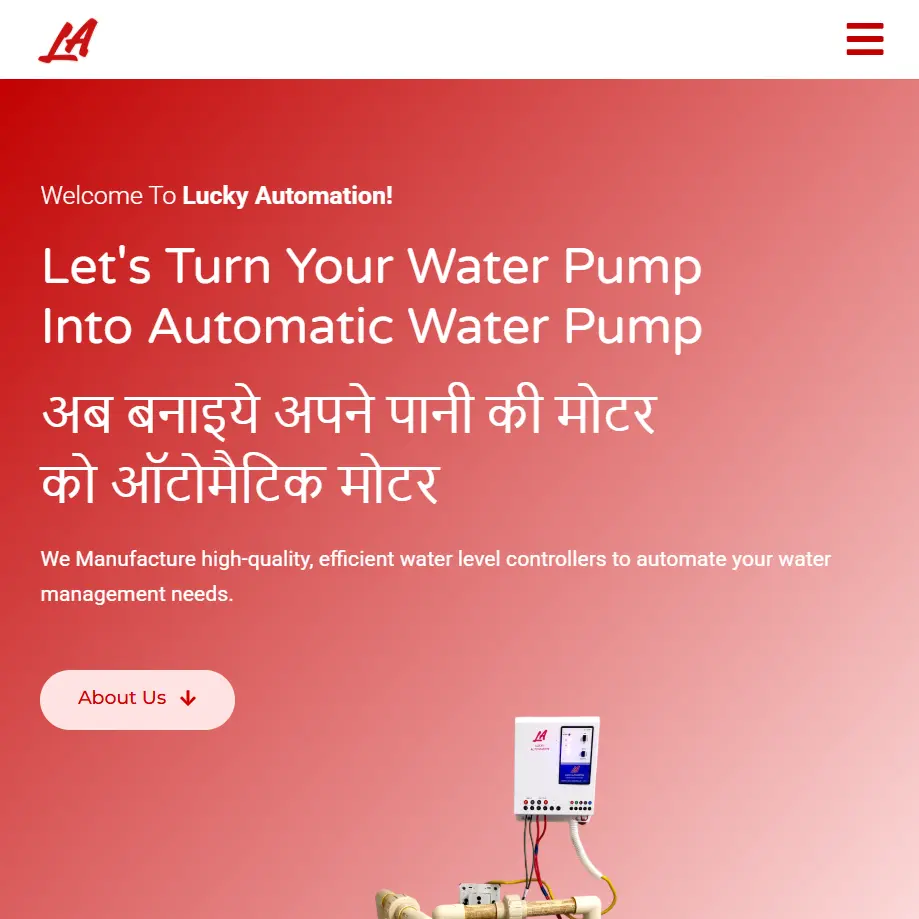 LA
Welcome To Lucky Automation!
Let's Turn Your Water Pump
Into Automatic Water Pump
अब बनाइये अपने पानी की मोटर
को ऑटोमैटिक मोटर
We Manufacture high-quality, efficient water level controllers to automate your water
management needs.
About Us
LA